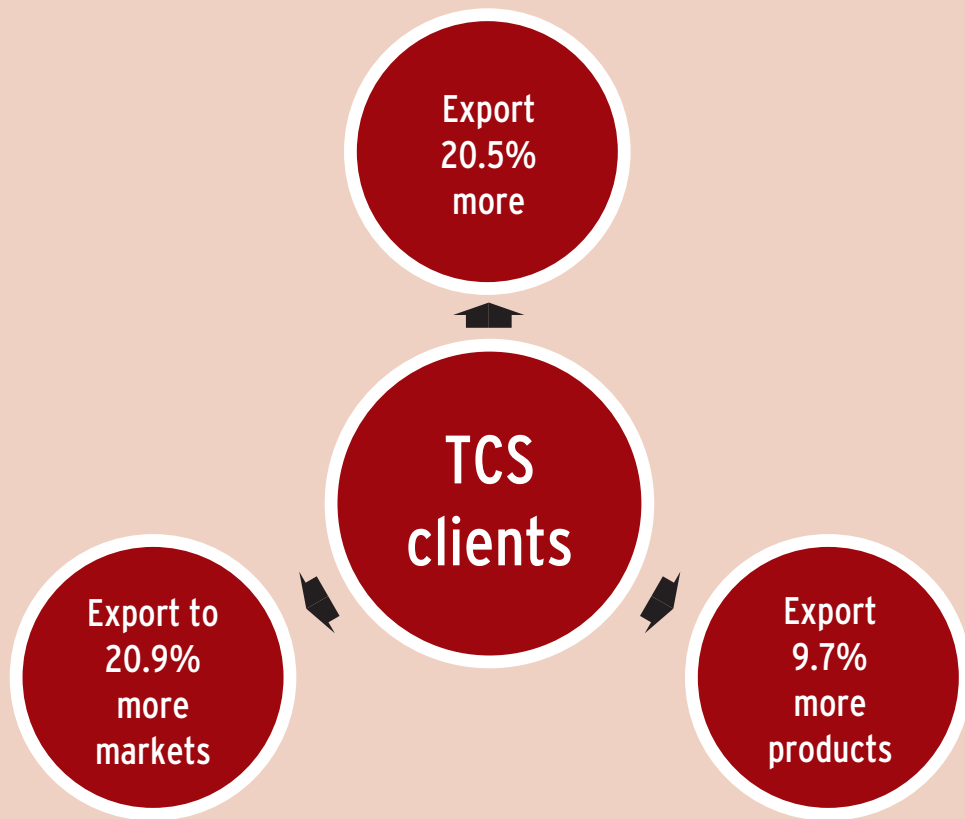 Export
20.5%
more
TCS
clients
Export to
20.9%
more
markets
Export
9.7%
more
products